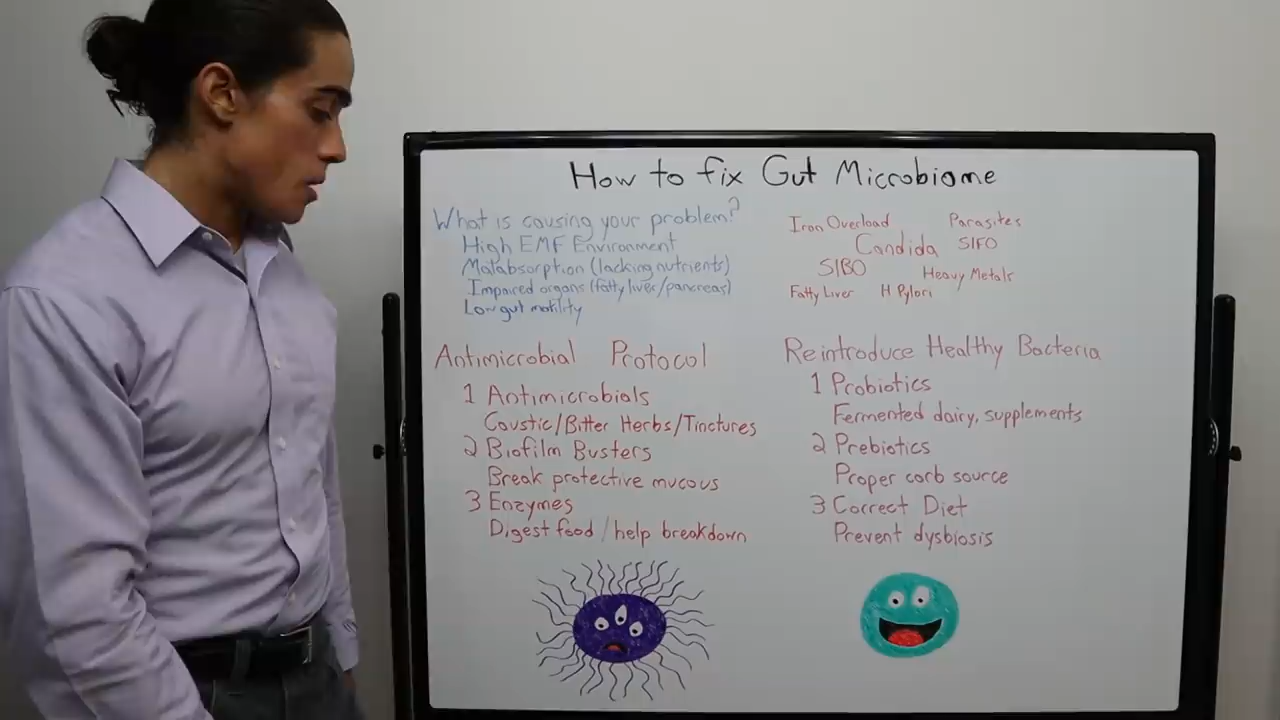 How to fix Gut Microbiome
What is causing your problem?
High EMF Environment
Malabsorption (lacking nutrients)
Impaired organs (fatty liver/pancreas)
Low gut motility
Iron Overload
Parasites
Candida
SIFO
SIBO
Heavy Metals
Fatty Liver
H Pylori
Antimicrobial Protocol
1 Antimicrobials
Caustic/Bitter Herbs/Tinctures
2 Biofilm Busters
Break protective mucous
3 Enzymes
Digest food / help breakdown
Reintroduce Healthy Bacteria
1 Probiotics
Fermented dairy, supplements
2 Prebiotics
Proper carb source
3 Correct Diet
Prevent dysbiosis